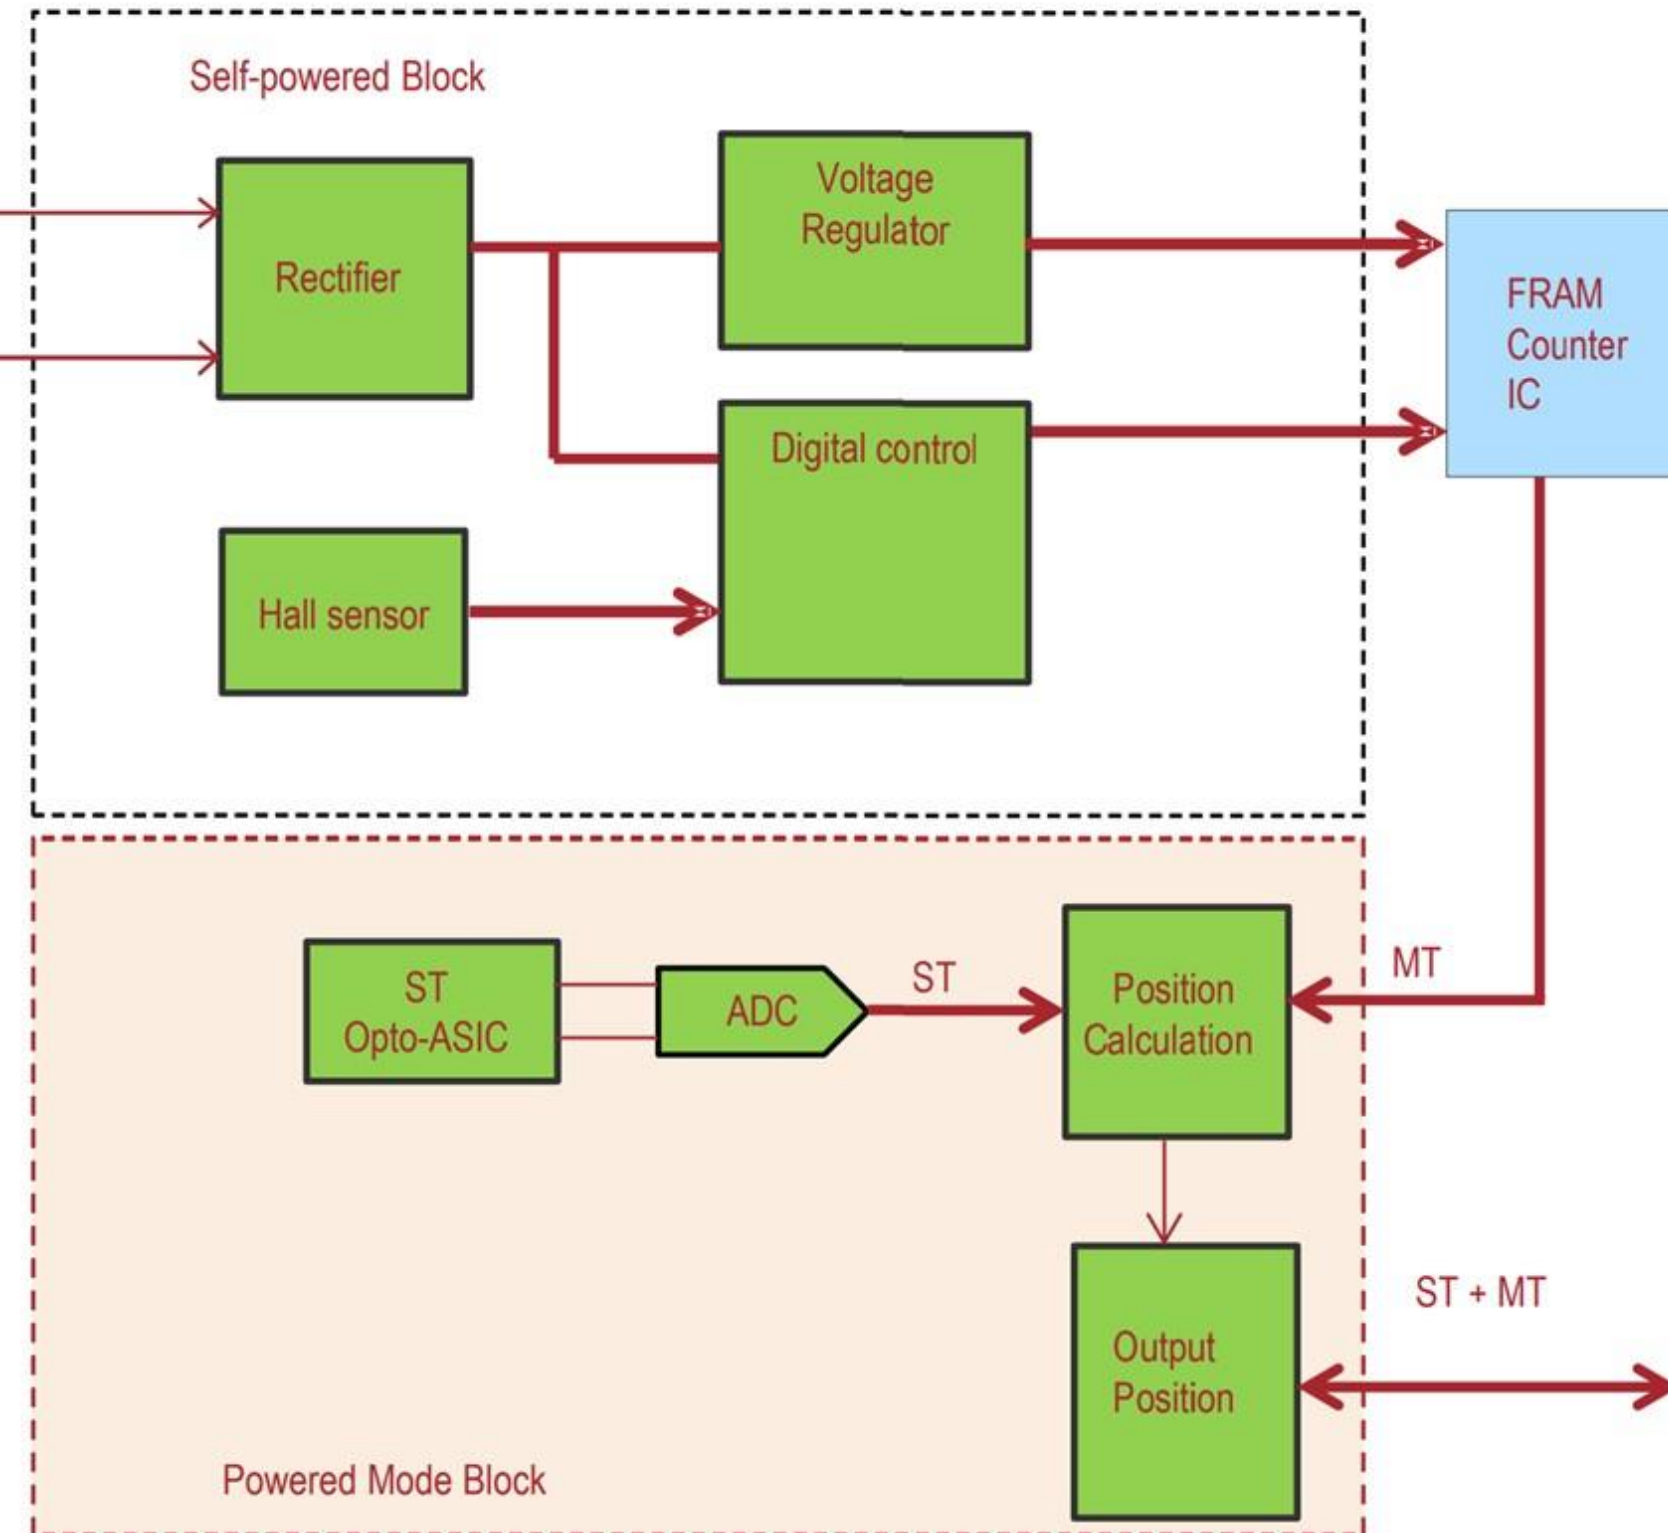 Self-powered Block
Voltage
Regulator
Rectifier
FRAM
Counter
IC
Digital control
Hall sensor
MT
ST
ST
Opto-ASIC
ADC
Position
Calculation
ST + MT
Output
Position
Powered Mode Block